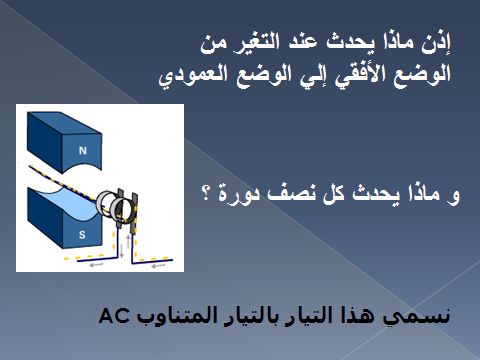 إذن ماذا يحدث عند التغير من
الوضع الأفقي إلي الوضع العمودي
N
و ماذا يحدث كل نصف دورة ؟
S
نسمي هذا التيار بالتيار المتناوب AC